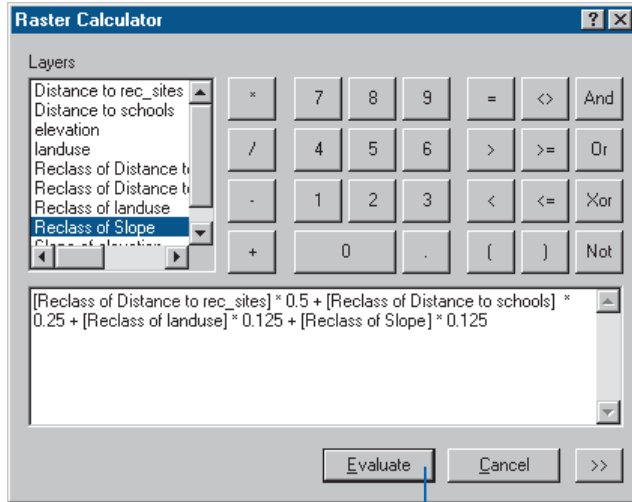 Raster Calculator ? ×
Layers
Distance to rec_sites
Distance to schools
elevation
landuse
Reclass of Distance t
Reclass of Distance t
Reclass of landuse
Reclass of Slope
Slope of elevation
* 7 8 9 = <> And
/ 4 5 6 > >= Or
- 1 2 3 < <= Xor
+ 0 . ( ) Not
[Reclass of Distance to rec_sites] * 0.5 + [Reclass of Distance to schools] *
0.25 + [Reclass of landuse] * 0.125 + [Reclass of Slope] * 0.125
Evaluate Cancel >>